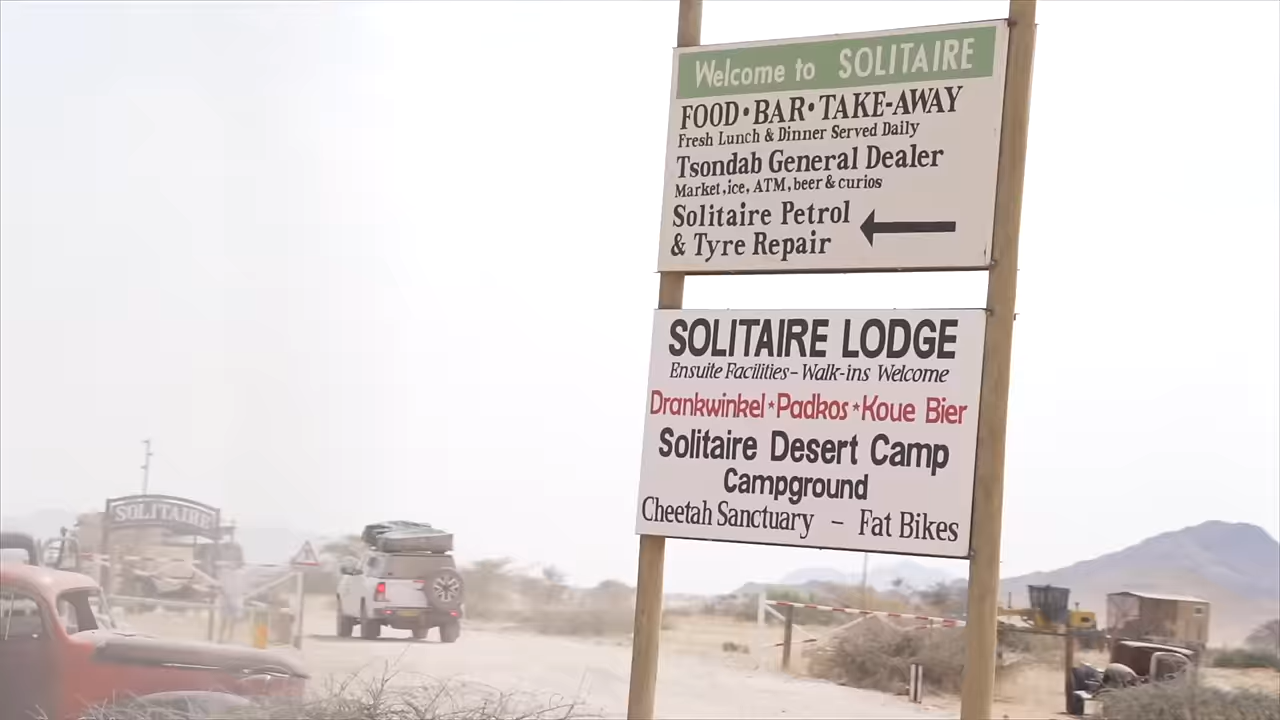 Welcome to SOLITAIRE
FOOD • BAR • TAKE-AWAY
Fresh Lunch & Dinner Served Daily
Tsondab General Dealer
Market, ice, ATM, beer & curios
Solitaire Petrol
& Tyre Repair
SOLITAIRE LODGE
Ensuite Facilities - Walk-ins Welcome
Drankwinkel * Padkos * Koue Bier
Solitaire Desert Camp
Campground
Cheetah Sanctuary - Fat Bikes
SOLITAIRE